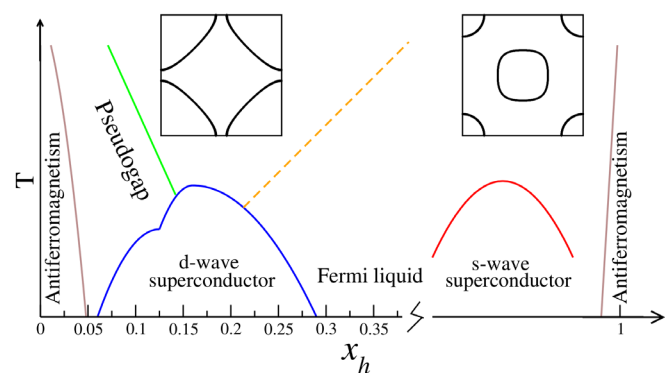 T
Antiferromagnetism
Pseudogap
d-wave
superconductor
Fermi liquid
s-wave
superconductor
Antiferromagnetism
0 0.05 0.1 0.15 0.2 0.25 0.3 0.35 1
x_h